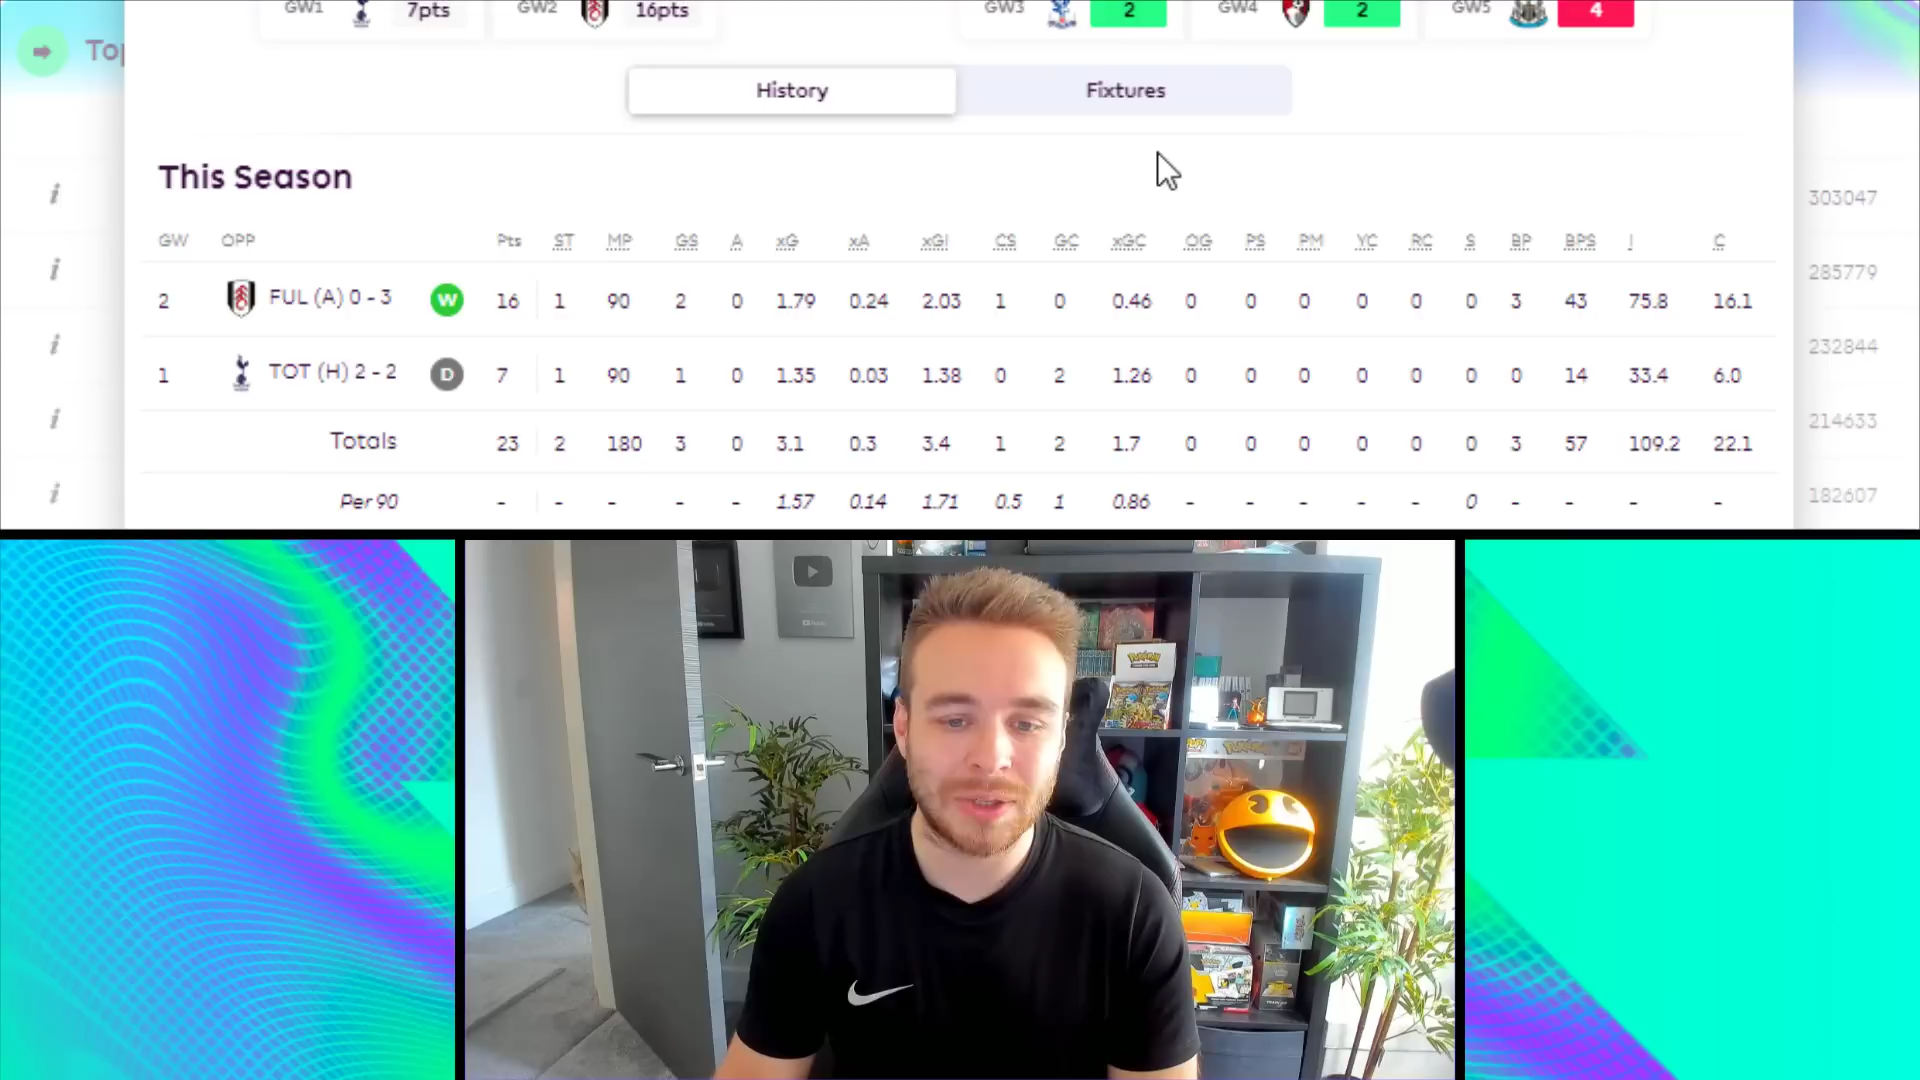 GW1 7pts GW2 16pts GW3 2 GW4 2 GW5 4
Top
History Fixtures
This Season
303047
GW OPP Pts ST MP GS A xG xA xGI CS GC xGC OG PS PM YC RC S BP BPS I C
285779
2 FUL (A) 0 - 3 W 16 1 90 2 0 1.79 0.24 2.03 1 0 0.46 0 0 0 0 0 0 3 43 75.8 16.1
232844
1 TOT (H) 2 - 2 D 7 1 90 1 0 1.35 0.03 1.38 0 2 1.26 0 0 0 0 0 0 0 14 33.4 6.0
214633
Totals 23 2 180 3 0 3.1 0.3 3.4 1 2 1.7 0 0 0 0 0 0 3 57 109.2 22.1
182607
Per 90 - - - - - 1.57 0.14 1.71 0.5 1 0.86 - - - - - 0 - - - -
Pokémon